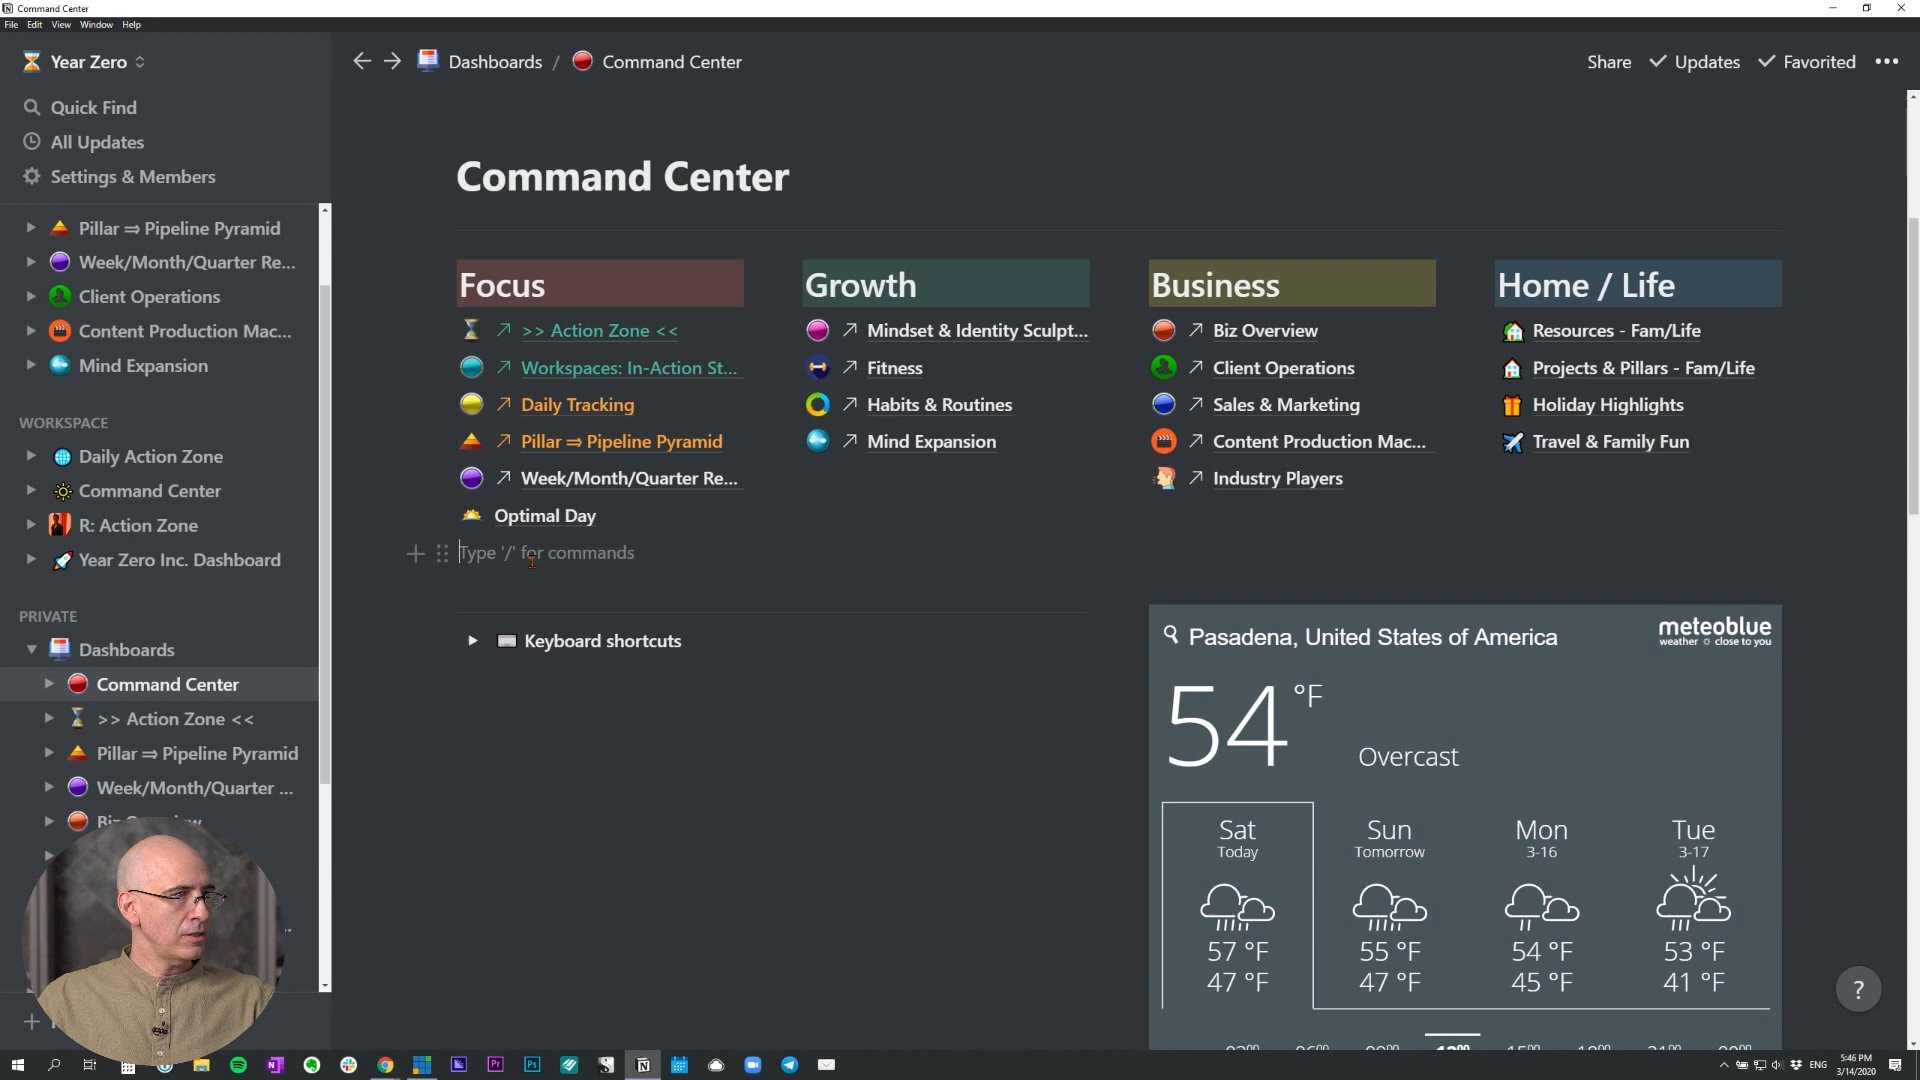 Command Center
File Edit View Window Help
Year Zero
Quick Find
All Updates
Settings & Members
Pillar ⇒ Pipeline Pyramid
Week/Month/Quarter Re...
Client Operations
Content Production Mac...
Mind Expansion
WORKSPACE
Daily Action Zone
Command Center
R: Action Zone
Year Zero Inc. Dashboard
PRIVATE
Dashboards
Command Center
>> Action Zone <<
Pillar ⇒ Pipeline Pyramid
Week/Month/Quarter ...
Dashboards / Command Center
Share Updates Favorited
Command Center
Focus
>> Action Zone <<
Workspaces: In-Action St...
Daily Tracking
Pillar ⇒ Pipeline Pyramid
Week/Month/Quarter Re...
Optimal Day
Type '/' for commands
Growth
Mindset & Identity Sculpt...
Fitness
Habits & Routines
Mind Expansion
Business
Biz Overview
Client Operations
Sales & Marketing
Content Production Mac...
Industry Players
Home / Life
Resources - Fam/Life
Projects & Pillars - Fam/Life
Holiday Highlights
Travel & Family Fun
Keyboard shortcuts
Pasadena, United States of America
meteoblue
weather close to you
54 °F
Overcast
Sat Sun Mon Tue
Today Tomorrow 3-16 3-17
57 °F 55 °F 54 °F 53 °F
47 °F 47 °F 45 °F 41 °F
?
ENG
5:46 PM
3/14/2020